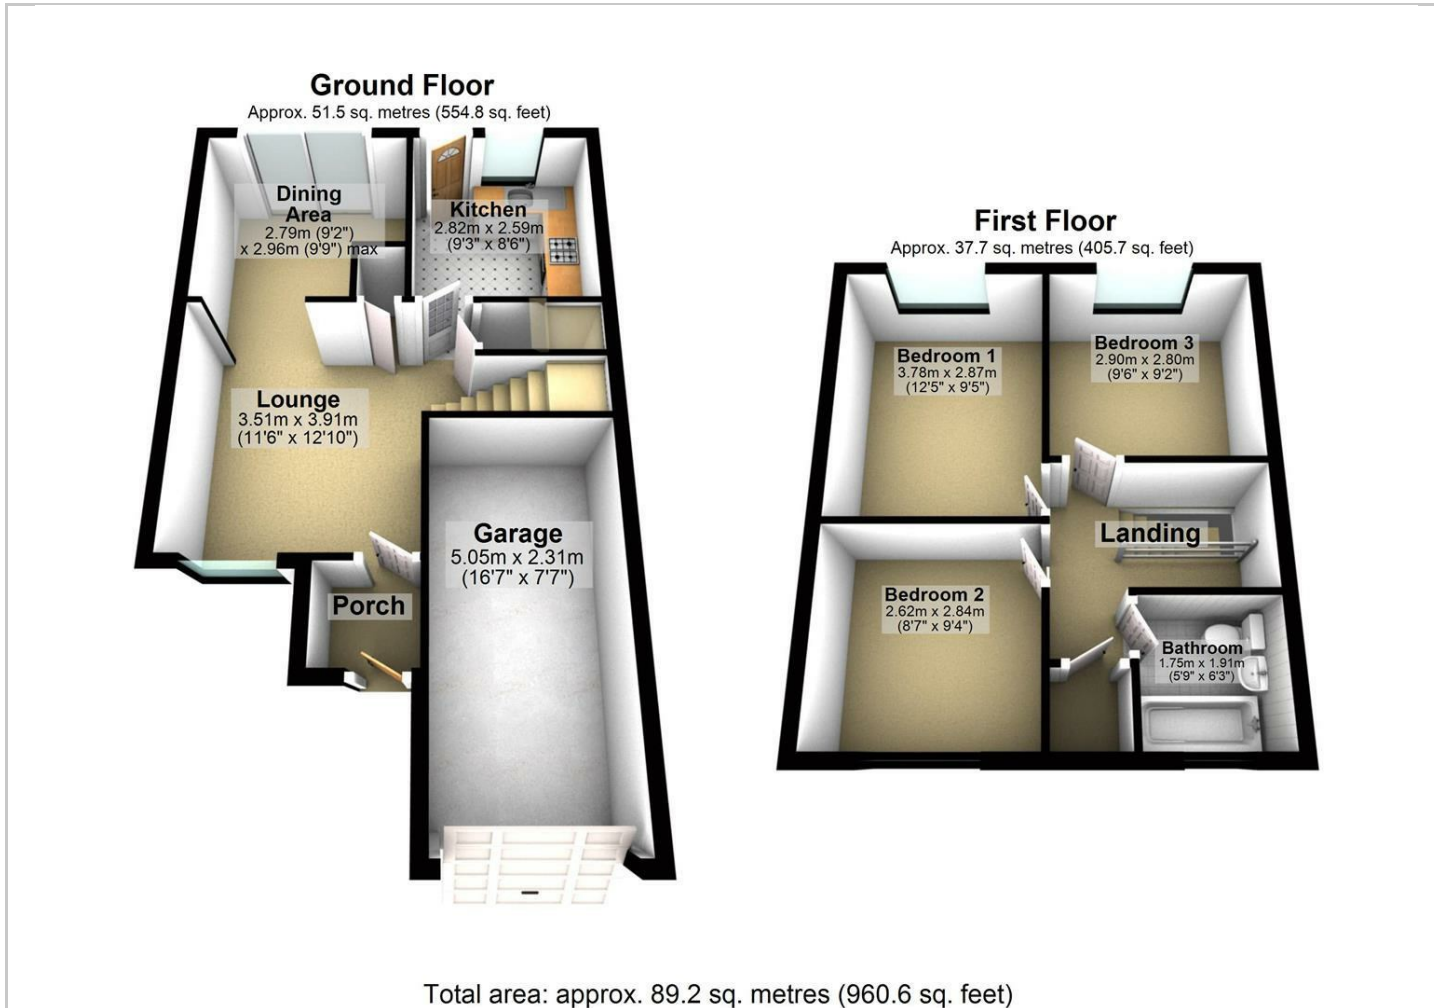 Ground Floor
Approx. 51.5 sq. metres (554.8 sq. feet)
Dining
Area
2.79m (9'2")
x 2.96m (9'9") max
Kitchen
2.82m x 2.59m
(9'3" x 8'6")
Lounge
3.51m x 3.91m
(11'6" x 12'10")
Garage
5.05m x 2.31m
(16'7" x 7'7")
Porch
First Floor
Approx. 37.7 sq. metres (405.7 sq. feet)
Bedroom 1
3.78m x 2.87m
(12'5" x 9'5")
Bedroom 3
2.90m x 2.80m
(9'6" x 9'2")
Landing
Bedroom 2
2.62m x 2.84m
(8'7" x 9'4")
Bathroom
1.75m x 1.91m
(5'9" x 6'3")
Total area: approx. 89.2 sq. metres (960.6 sq. feet)